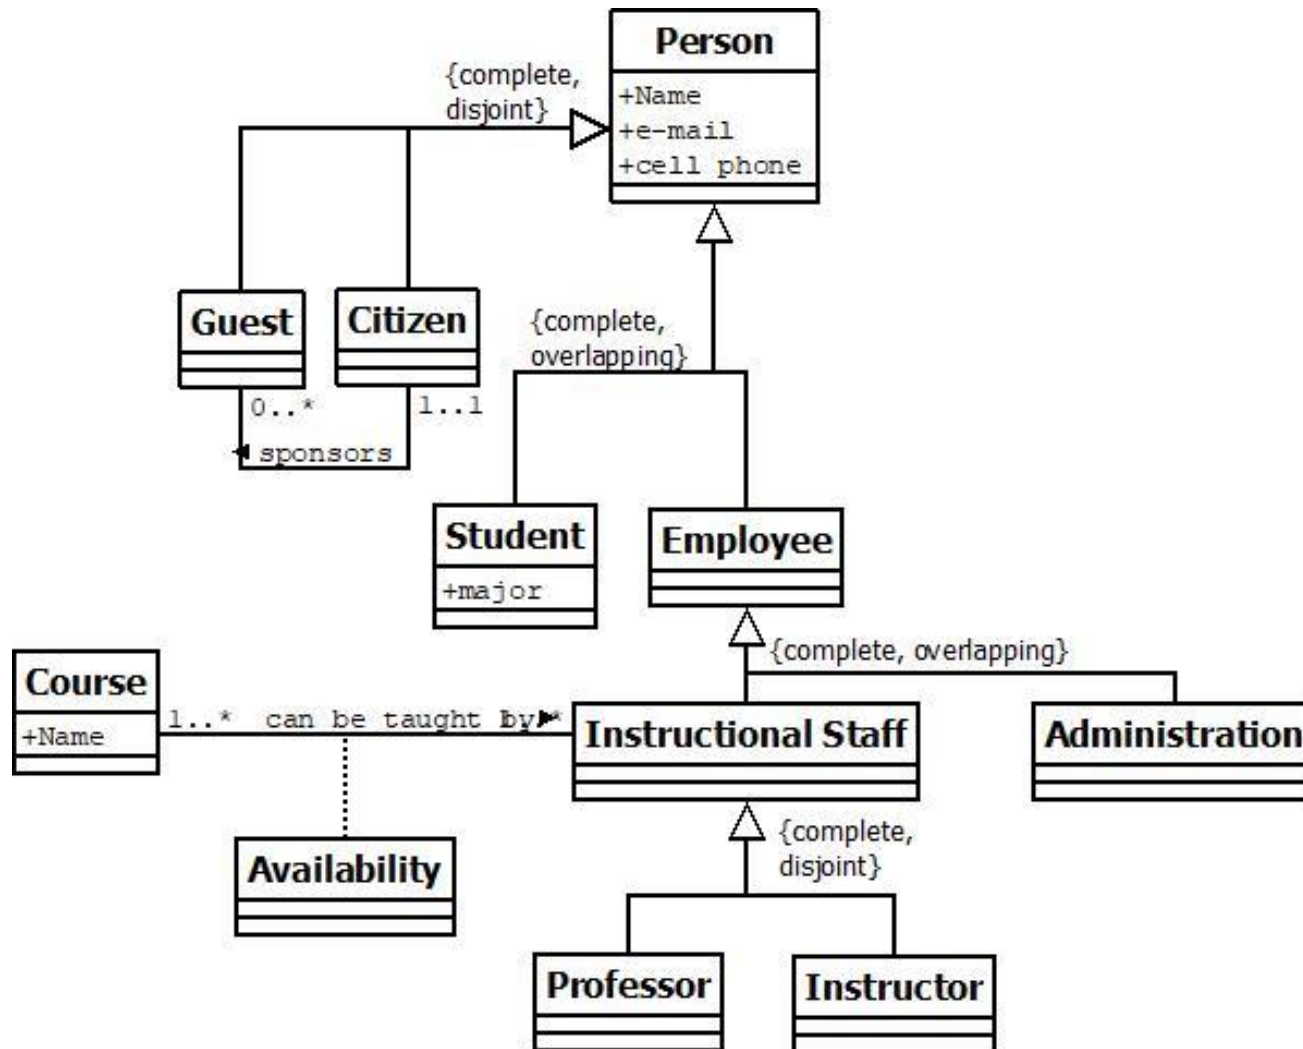 Person
+Name
+e-mail
+cell phone
{complete,
disjoint}
Guest
Citizen
0..*
1..1
sponsors
{complete,
overlapping}
Student
+major
Employee
{complete, overlapping}
Course
+Name
1..* can be taught by *
Instructional Staff
Administration
Availability
{complete,
disjoint}
Professor
Instructor